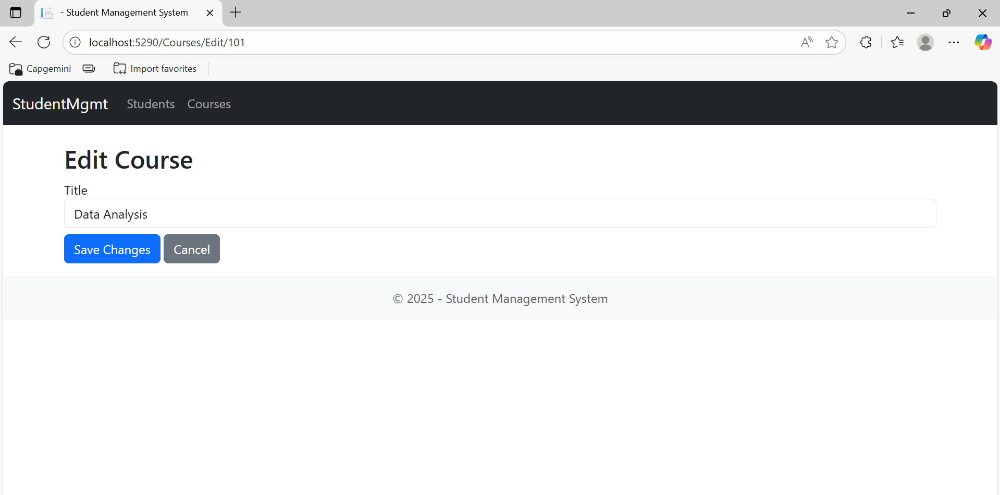 - Student Management System
localhost:5290/Courses/Edit/101
Capgemini
Import favorites
StudentMgmt Students Courses
Edit Course
Title
Data Analysis
Save Changes Cancel
© 2025 - Student Management System